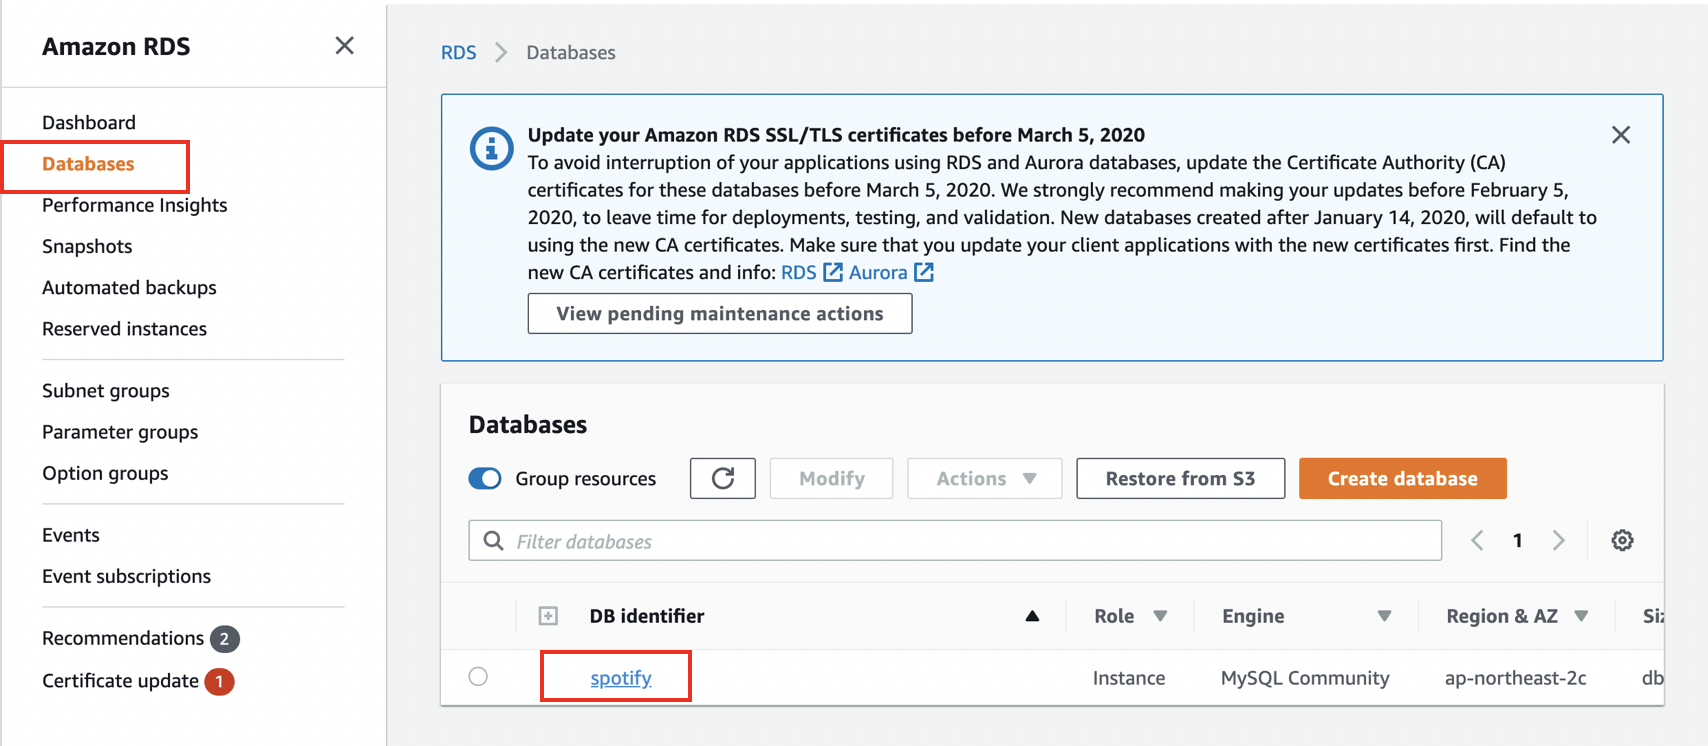 Amazon RDS
Dashboard
Databases
Performance Insights
Snapshots
Automated backups
Reserved instances
Subnet groups
Parameter groups
Option groups
Events
Event subscriptions
Recommendations 2
Certificate update 1
RDS > Databases
Update your Amazon RDS SSL/TLS certificates before March 5, 2020
To avoid interruption of your applications using RDS and Aurora databases, update the Certificate Authority (CA)
certificates for these databases before March 5, 2020. We strongly recommend making your updates before February 5,
2020, to leave time for deployments, testing, and validation. New databases created after January 14, 2020, will default to
using the new CA certificates. Make sure that you update your client applications with the new certificates first. Find the
new CA certificates and info: RDS Aurora
View pending maintenance actions
Databases
Group resources Modify Actions Restore from S3 Create database
Filter databases 1
DB identifier Role Engine Region & AZ
spotify Instance MySQL Community ap-northeast-2c db